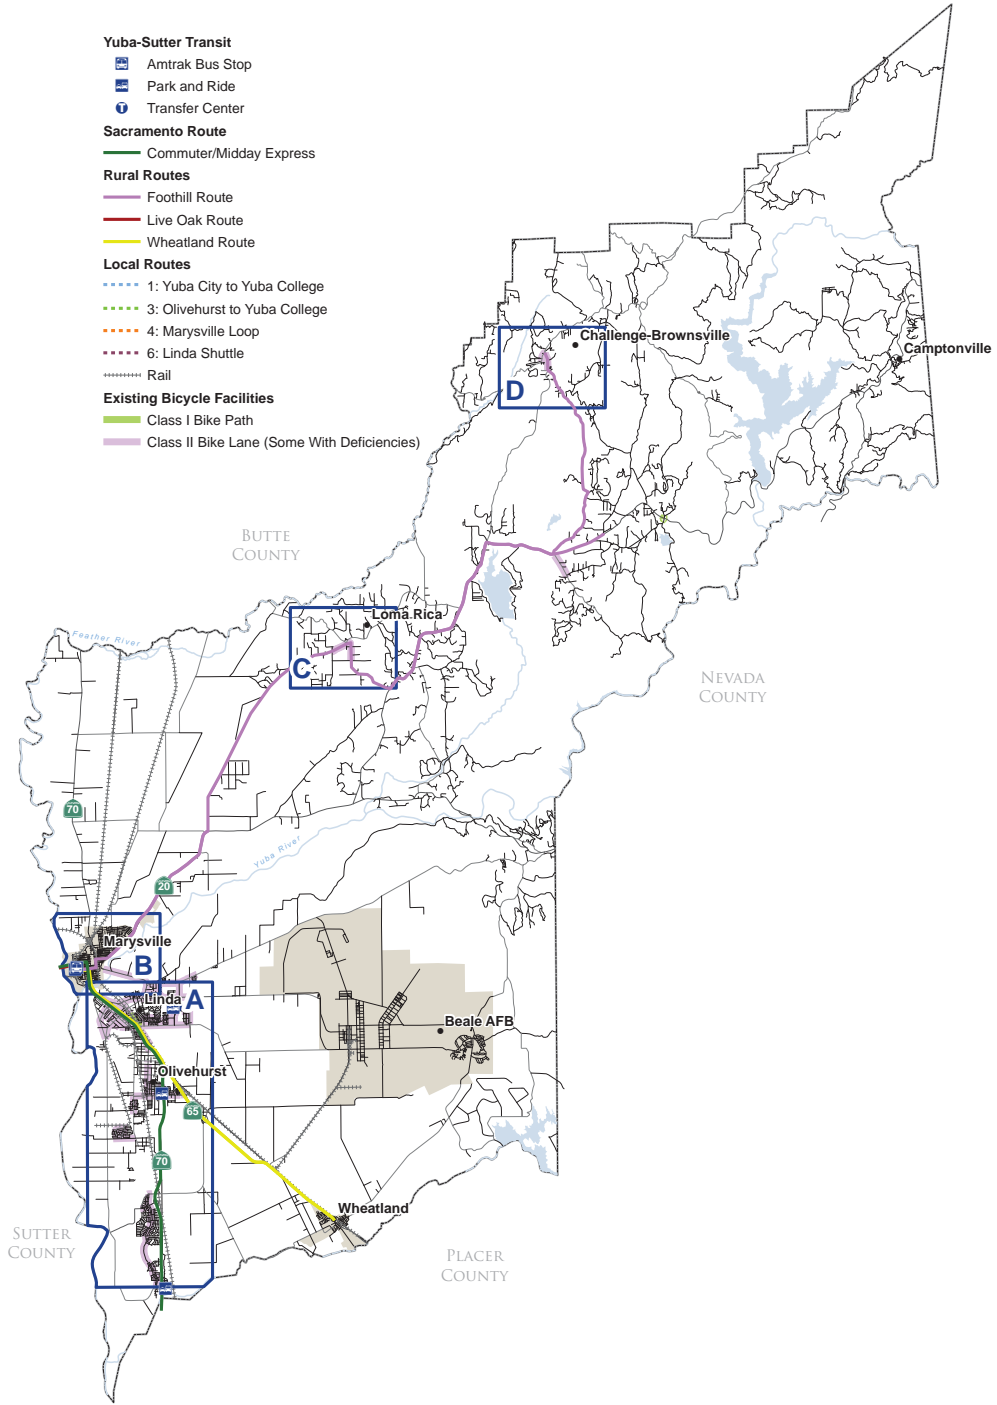 Yuba-Sutter Transit
Amtrak Bus Stop
Park and Ride
T Transfer Center
Sacramento Route
Commuter/Midday Express
Rural Routes
Foothill Route
Live Oak Route
Wheatland Route
Local Routes
1: Yuba City to Yuba College
3: Olivehurst to Yuba College
4: Marysville Loop
6: Linda Shuttle
Rail
Existing Bicycle Facilities
Class I Bike Path
Class II Bike Lane (Some With Deficiencies)
Challenge-Brownsville
Camptonville
D
BUTTE
COUNTY
Loma Rica
Feather River
C
NEVADA
COUNTY
70
Yuba River
20
Marysville
B
Linda
A
Beale AFB
Olivehurst
65
70
Wheatland
SUTTER
COUNTY
PLACER
COUNTY